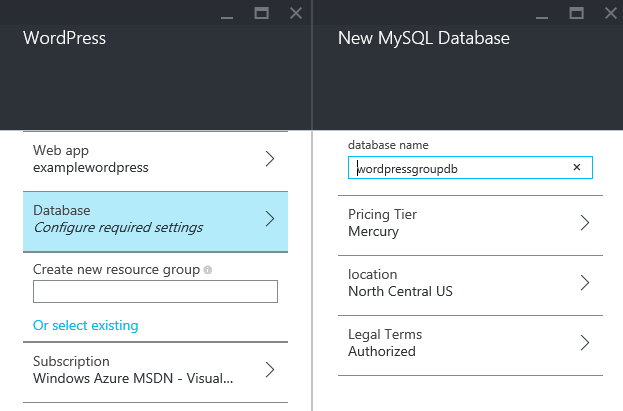 WordPress
Web app
examplewordpress
Database
Configure required settings
Create new resource group
Or select existing
Subscription
Windows Azure MSDN - Visual...
New MySQL Database
database name
wordpressgroupdb
Pricing Tier
Mercury
location
North Central US
Legal Terms
Authorized